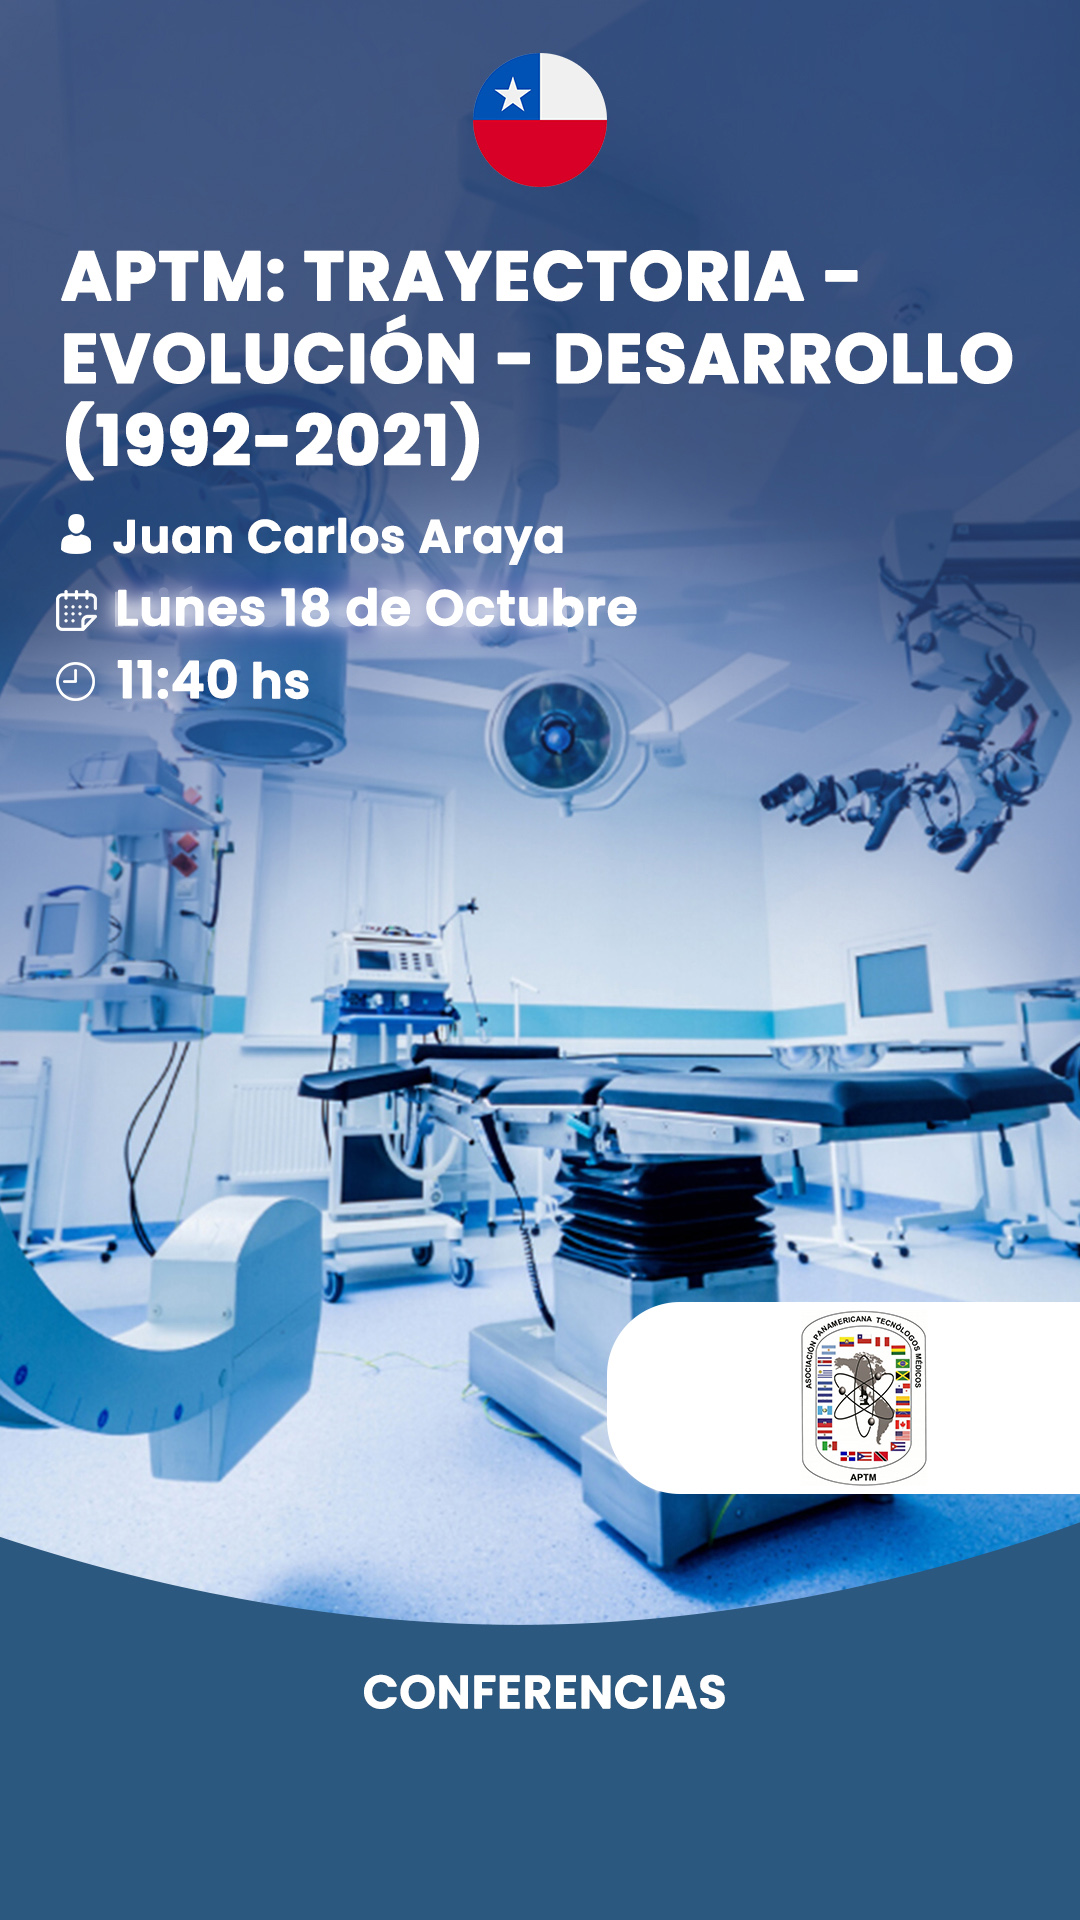 APTM: TRAYECTORIA –
EVOLUCIÓN – DESARROLLO
(1992-2021)
Juan Carlos Araya
Lunes 18 de Octubre
11:40 hs
ASOCIACIÓN PANAMERICANA TECNÓLOGOS MÉDICOS
APTM
CONFERENCIAS